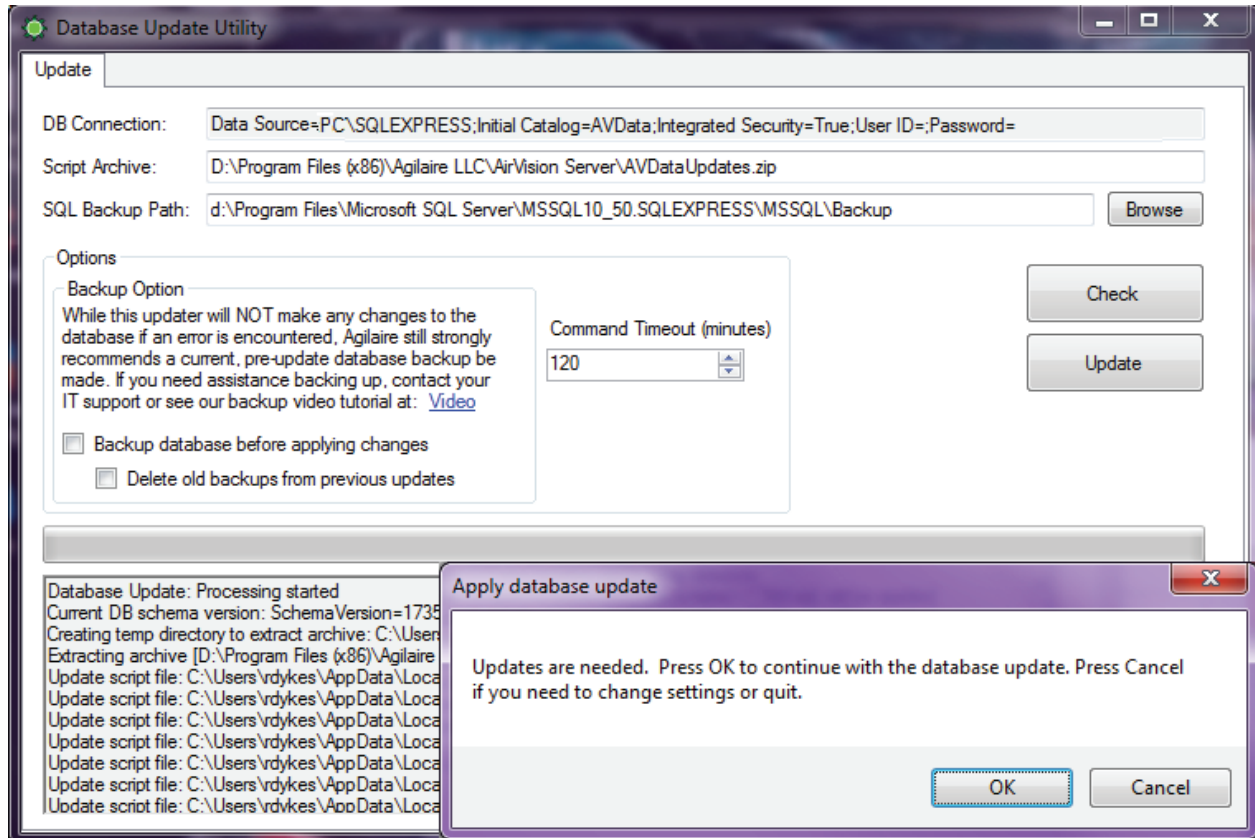 Database Update Utility
Update
DB Connection:
Data Source=.PC\SQLEXPRESS;Initial Catalog=AVData;Integrated Security=True;User ID=;Password=
Script Archive:
D:\Program Files (x86)\Agilaire LLC\AirVision Server\AVDataUpdates.zip
SQL Backup Path:
d:\Program Files\Microsoft SQL Server\MSSQL10_50.SQLEXPRESS\MSSQL\Backup
Browse
Options
Backup Option
While this updater will NOT make any changes to the
database if an error is encountered, Agilaire still strongly
recommends a current, pre-update database backup be
made. If you need assistance backing up, contact your
IT support or see our backup video tutorial at: Video
Backup database before applying changes
Delete old backups from previous updates
Command Timeout (minutes)
120
Check
Update
Database Update: Processing started
Current DB schema version: SchemaVersion=1735
Creating temp directory to extract archive: C:\Users
Extracting archive [D:\Program Files (x86)\Agilaire
Update script file: C:\Users\rdykes\AppData\Loca
Update script file: C:\Users\rdykes\AppData\Loca
Update script file: C:\Users\rdykes\AppData\Loca
Update script file: C:\Users\rdykes\AppData\Loca
Update script file: C:\Users\rdykes\AppData\Loca
Update script file: C:\Users\rdykes\AppData\Loca
Update script file: C:\Users\rdykes\AppData\Loca
Apply database update
Updates are needed. Press OK to continue with the database update. Press Cancel
if you need to change settings or quit.
OK
Cancel